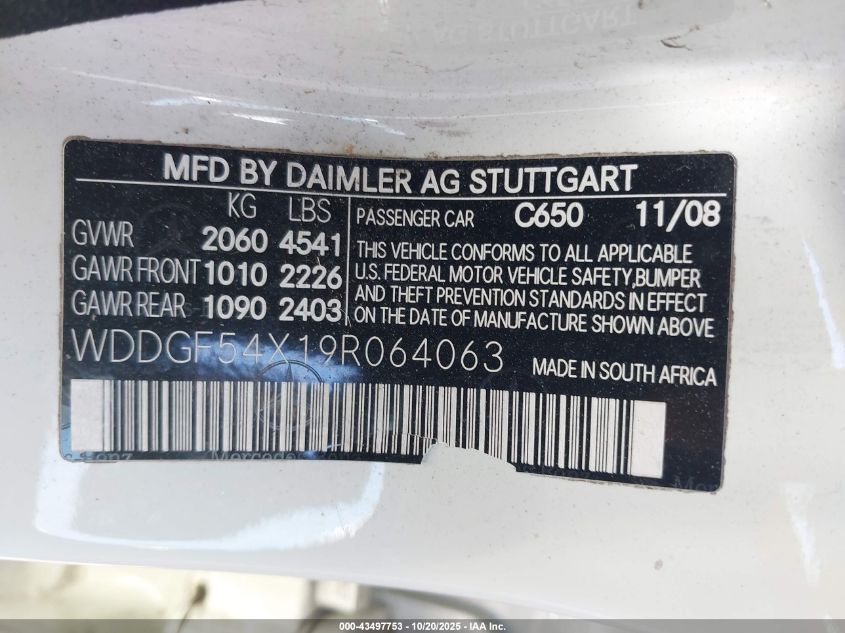 MFD BY DAIMLER AG STUTTGART
KG LBS
GVWR 2060 4541
GAWR FRONT 1010 2226
GAWR REAR 1090 2403
PASSENGER CAR C650 11/08
THIS VEHICLE CONFORMS TO ALL APPLICABLE
U.S. FEDERAL MOTOR VEHICLE SAFETY,BUMPER
AND THEFT PREVENTION STANDARDS IN EFFECT
ON THE DATE OF MANUFACTURE SHOWN ABOVE
WDDGF54X19R064063
MADE IN SOUTH AFRICA
000-43497753 - 10/20/2025 - IAA, Inc.